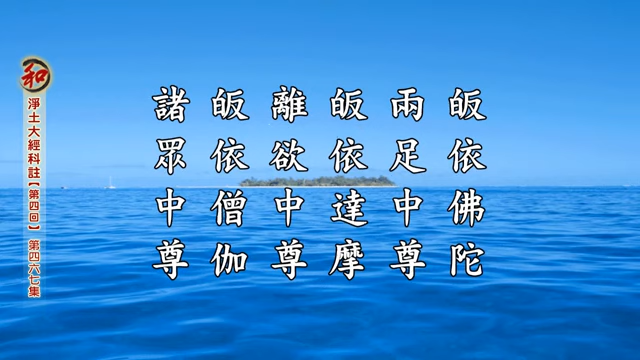 皈依佛陀
兩足中尊
皈依達摩
離欲中尊
皈依僧伽
諸眾中尊
和
淨土大經科註【第四回】 第四六七集